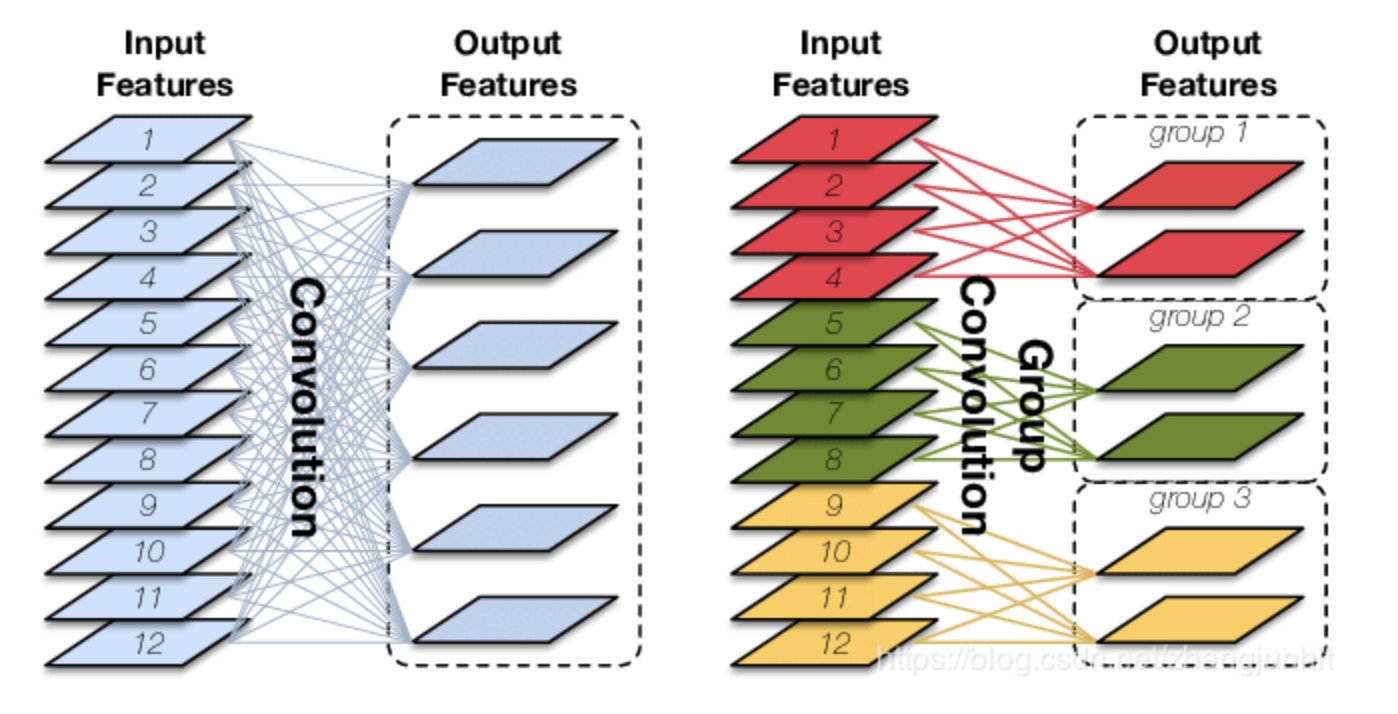 Input
Features
Output
Features
1
2
3
4
5
6
7
8
9
10
11
12
Convolution
Input
Features
Output
Features
1
2
3
4
5
6
7
8
9
10
11
12
Group
Convolution
group 1
group 2
group 3
https://blog.csdn.net/zhangjunhit